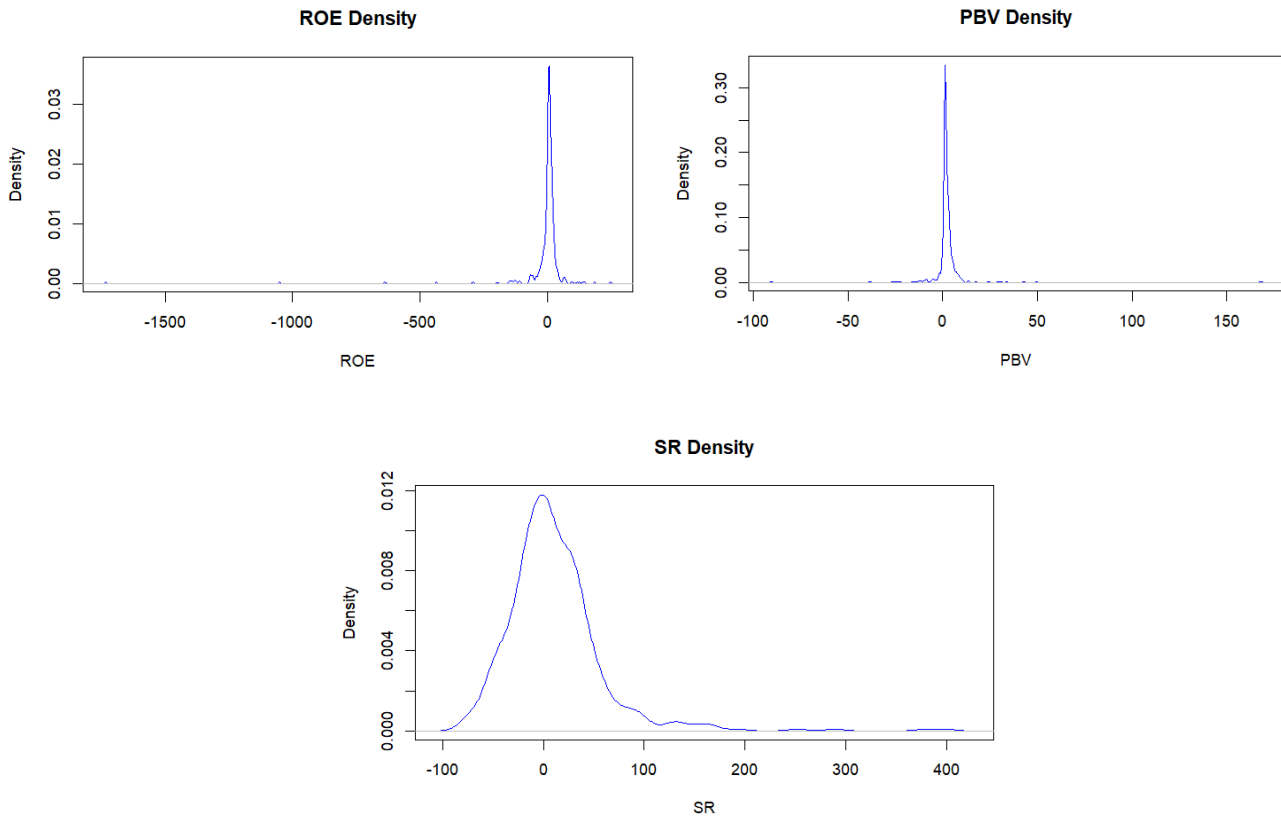 ROE Density
Density
0.00 0.01 0.02 0.03
-1500 -1000 -500 0
ROE
PBV Density
Density
0.00 0.10 0.20 0.30
-100 -50 0 50 100 150
PBV
SR Density
Density
0.000 0.004 0.008 0.012
-100 0 100 200 300 400
SR